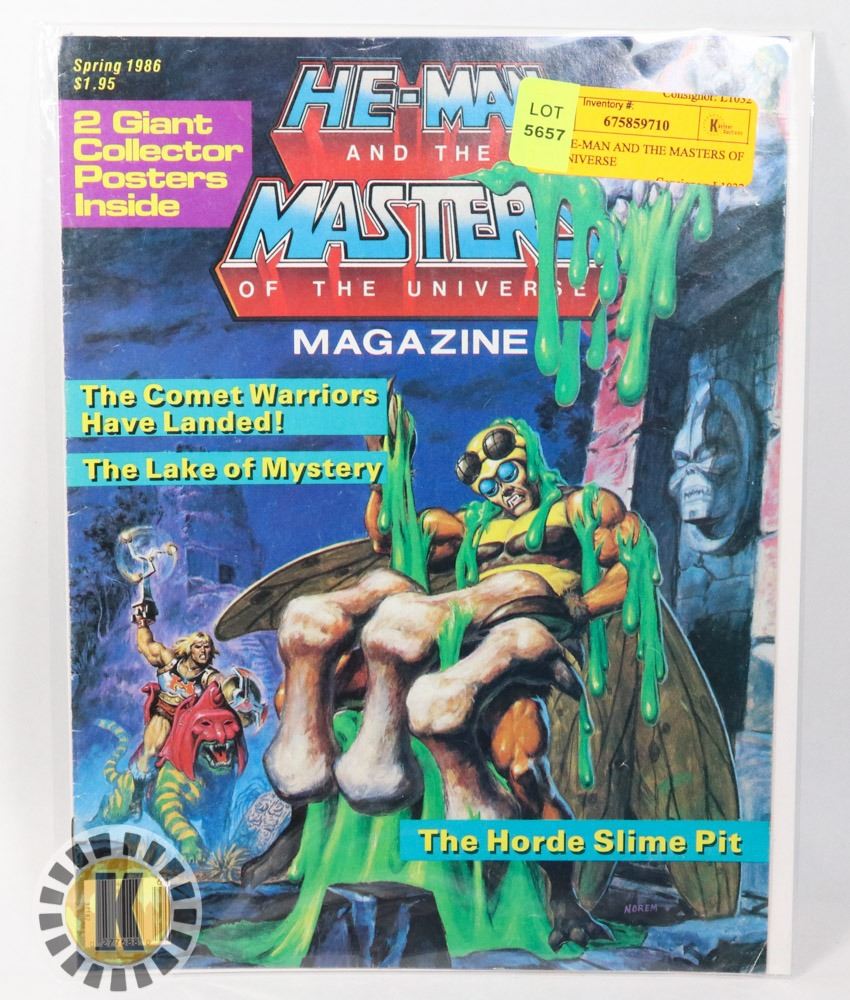 Spring 1986
$1.95
2 Giant
Collector
Posters
Inside
HE-MAN
AND THE
MASTERS
OF THE UNIVERSE
MAGAZINE
LOT
5657
Consignor: L1032
Inventory #:
675859710
K
E-MAN AND THE MASTERS OF
NIVERSE
The Comet Warriors
Have Landed!
The Lake of Mystery
The Horde Slime Pit
NOREM
K